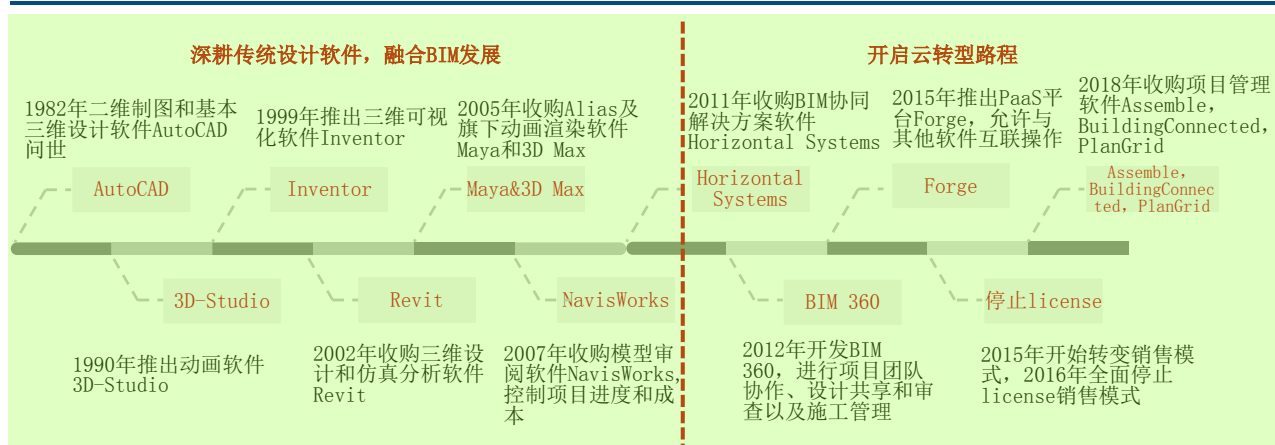 深耕传统设计软件，融合BIM发展
开启云转型路程
1982年二维制图和基本
三维设计软件AutoCAD
问世
1999年推出三维可视
化软件Inventor
2005年收购Alias及
旗下动画渲染软件
Maya和3D Max
2011年收购BIM协同
解决方案软件
Horizontal Systems
2015年推出PaaS平
台Forge，允许与
其他软件互联操作
2018年收购项目管理
软件Assemble，
BuildingConnected，
PlanGrid
AutoCAD
Inventor
Maya&3D Max
Horizontal
Systems
Forge
Assemble，
BuildingConnec
ted，PlanGrid
3D-Studio
Revit
NavisWorks
BIM 360
停止license
1990年推出动画软件
3D-Studio
2002年收购三维设
计和仿真分析软件
Revit
2007年收购模型审
阅软件NavisWorks，
控制项目进度和成
本
2012年开发BIM
360，进行项目团队
协作、设计共享和审
查以及施工管理
2015年开始转变销售模
式，2016年全面停止
license销售模式